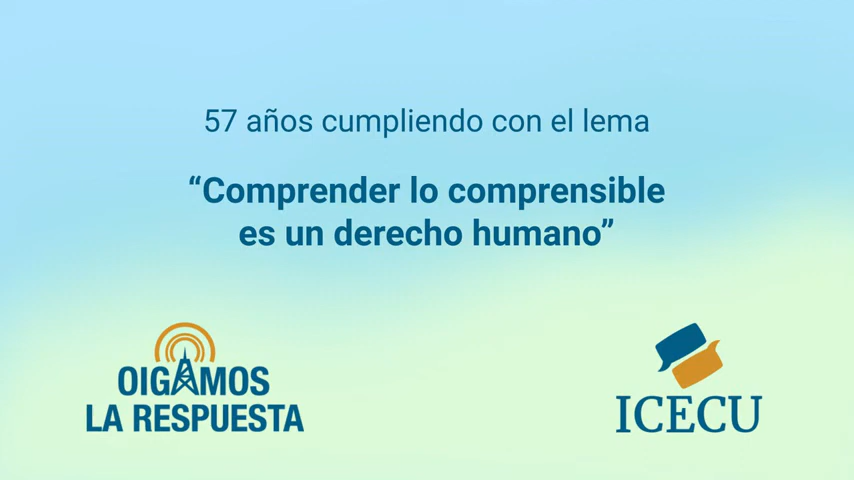 57 años cumpliendo con el lema
“Comprender lo comprensible
es un derecho humano”
OIGAMOS
LA RESPUESTA
ICECU